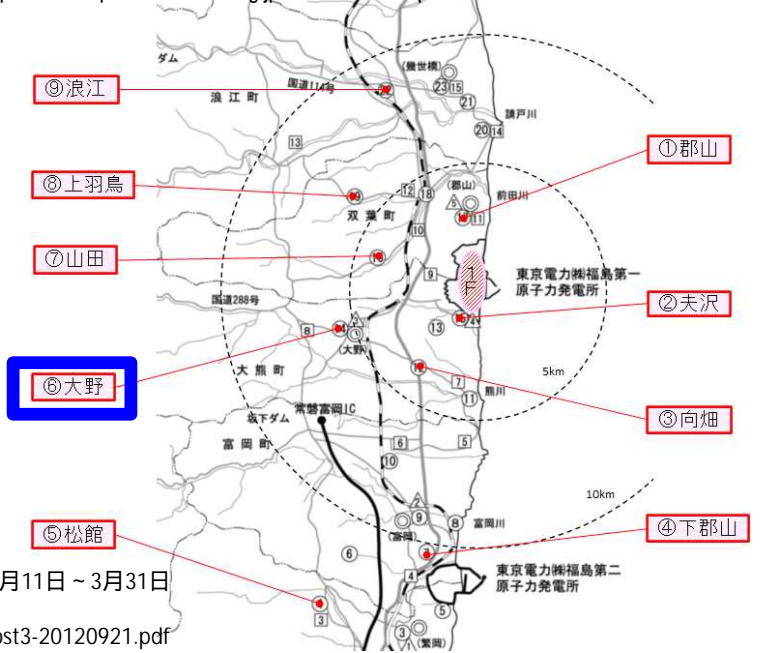 ダム
⑨浪江
国道114号
(幾世橋)
㉓
15
浪江町
㉑
請戸川
⑳
14
13
①郡山
⑧上羽鳥
12
⑱
(郡山)
5
前田川
11
双葉町
⑦山田
10
9
1F
東京電力㈱福島第一
原子力発電所
国道288号
②夫沢
8
⑬
(大野)
⑥大野
大熊町
5km
7
熊川
⑪
常磐富岡IC
坂下ダム
③向畑
富岡町
6
5
⑩
10km
2
⑨
⑧
富岡川
(富岡)
⑤松館
④下郡山
⑥
4
東京電力㈱福島第二
原子力発電所
月11日～3月31日
3
⑤
③
(繁岡)
1
ost3-20120921.pdf